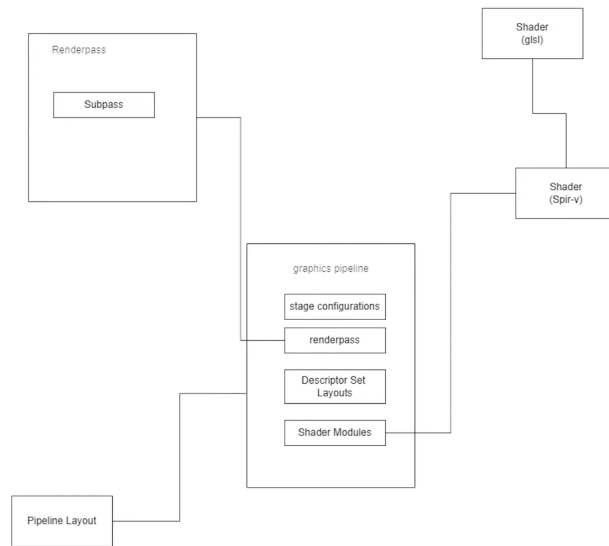 Renderpass
Subpass
Shader
(glsl)
Shader
(Spir-v)
graphics pipeline
stage configurations
renderpass
Descriptor Set
Layouts
Shader Modules
Pipeline Layout